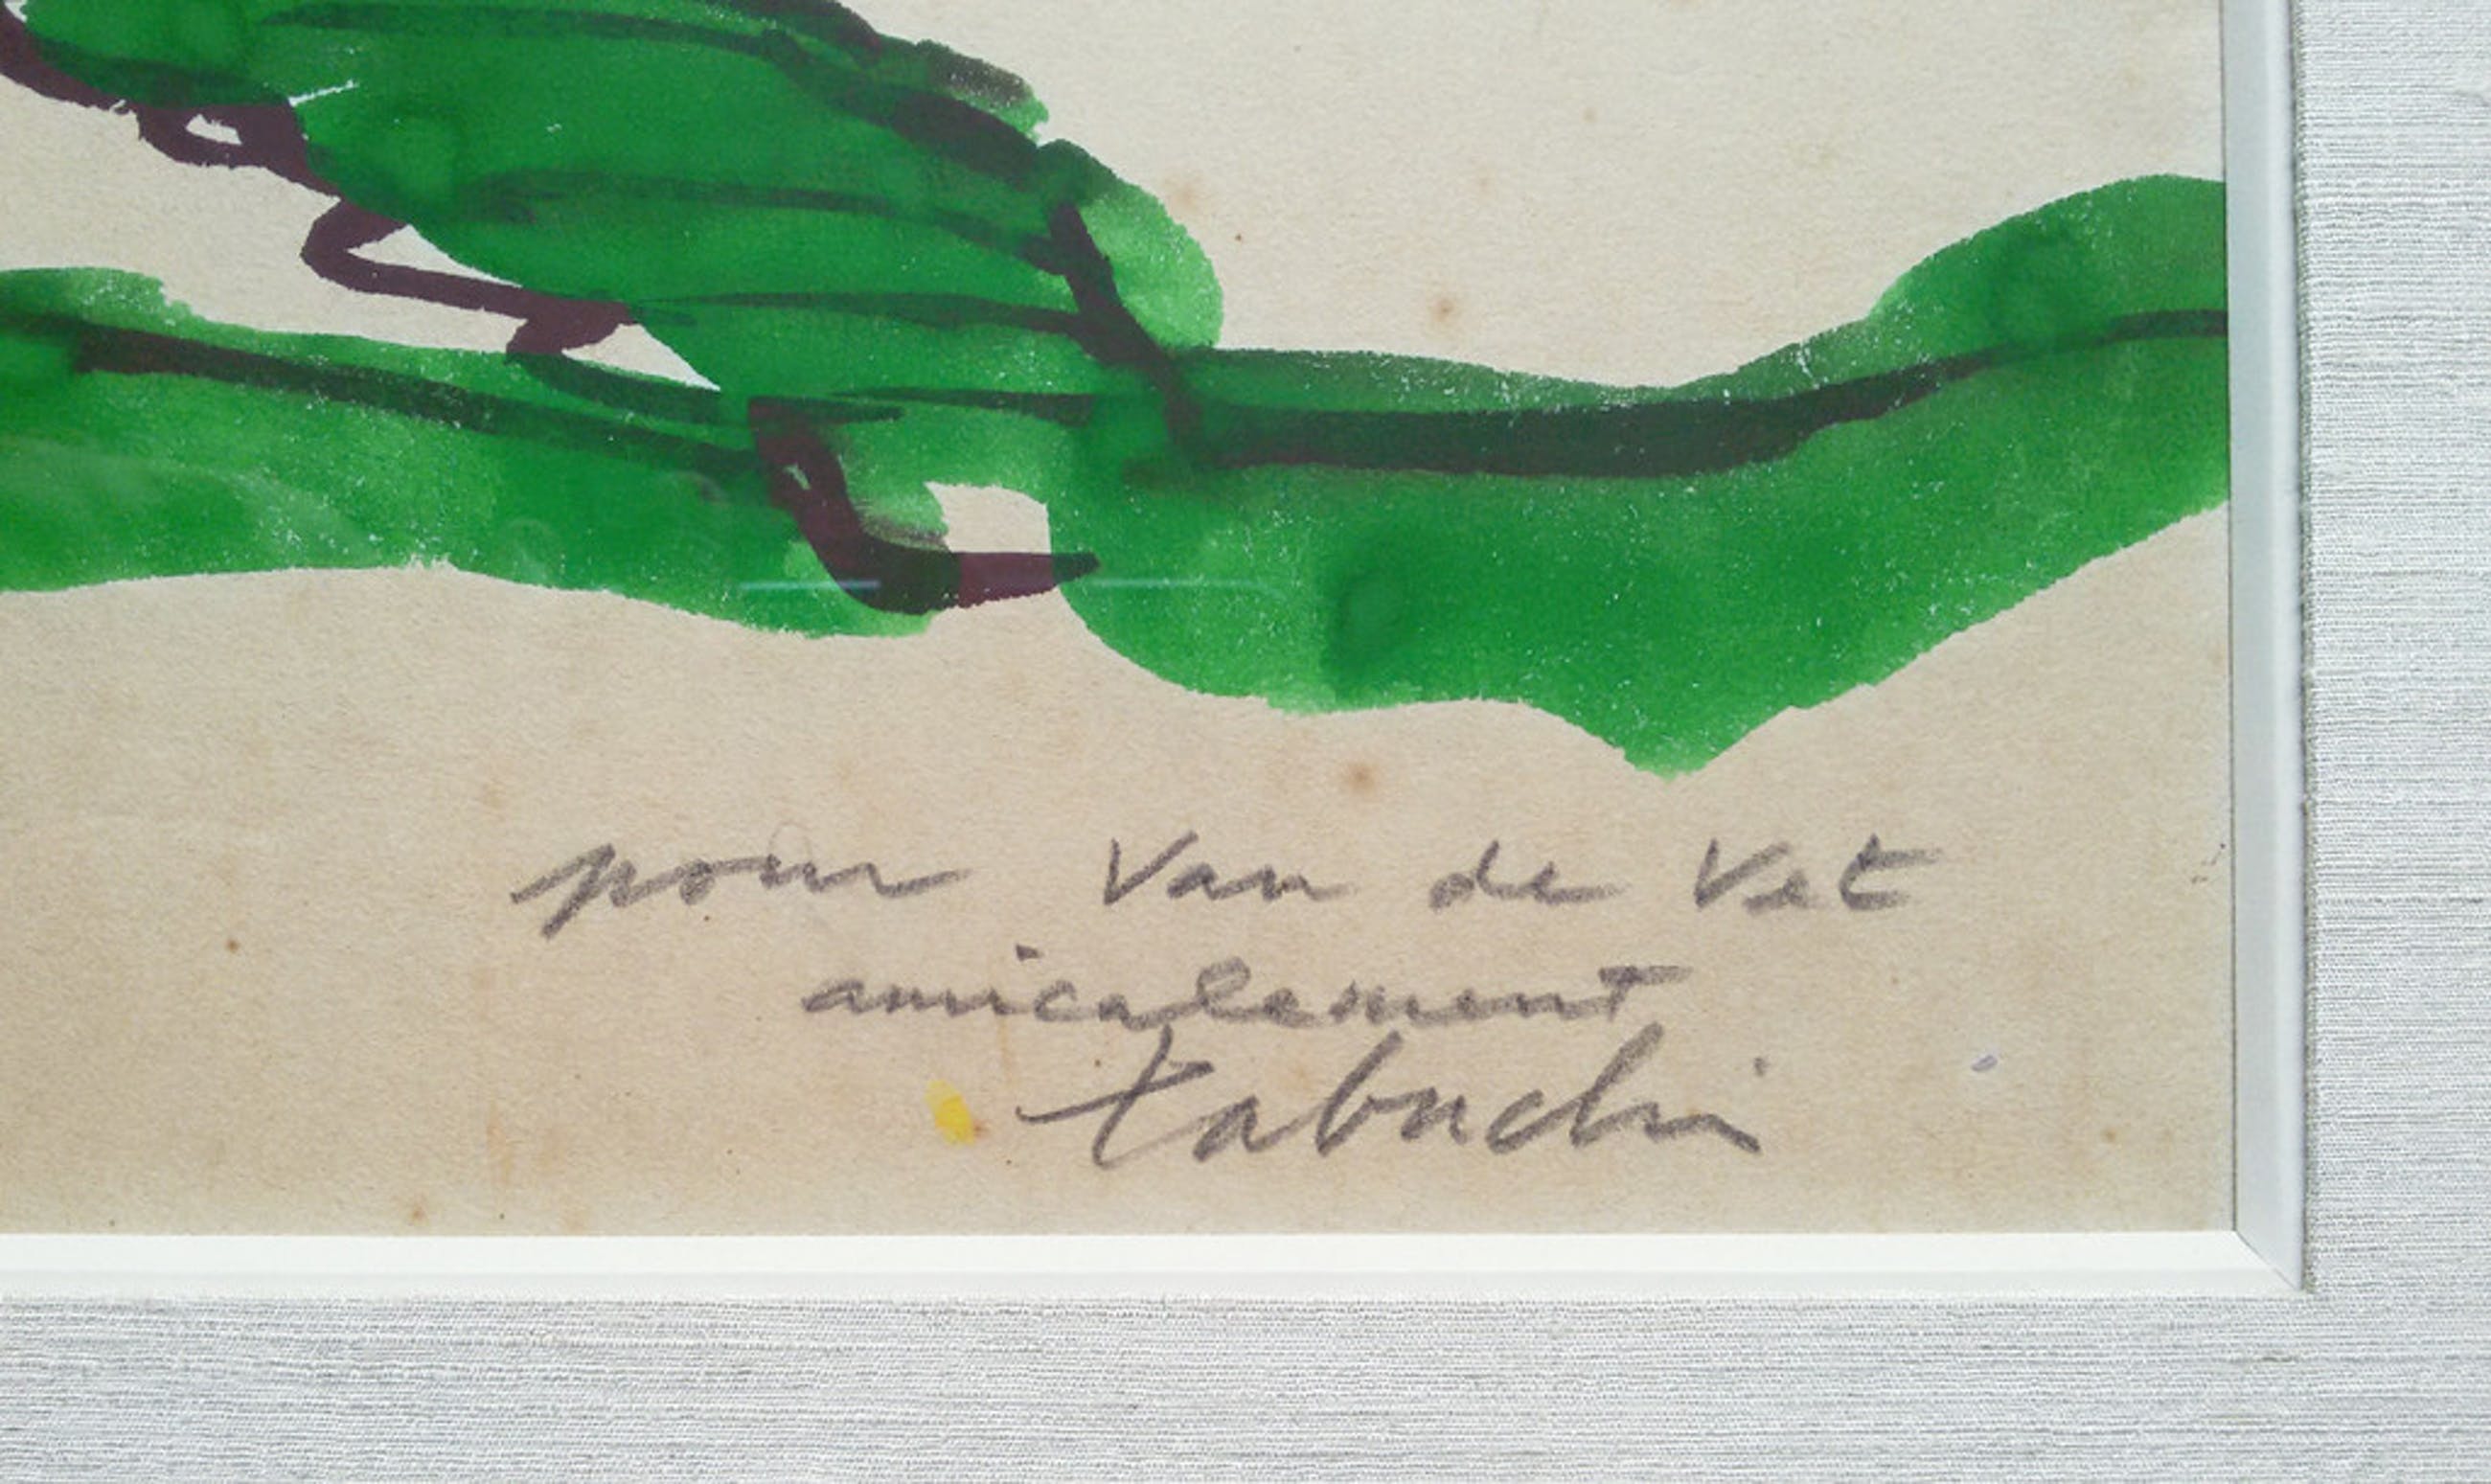 pour Van de Vet
amicalement
tabuchi